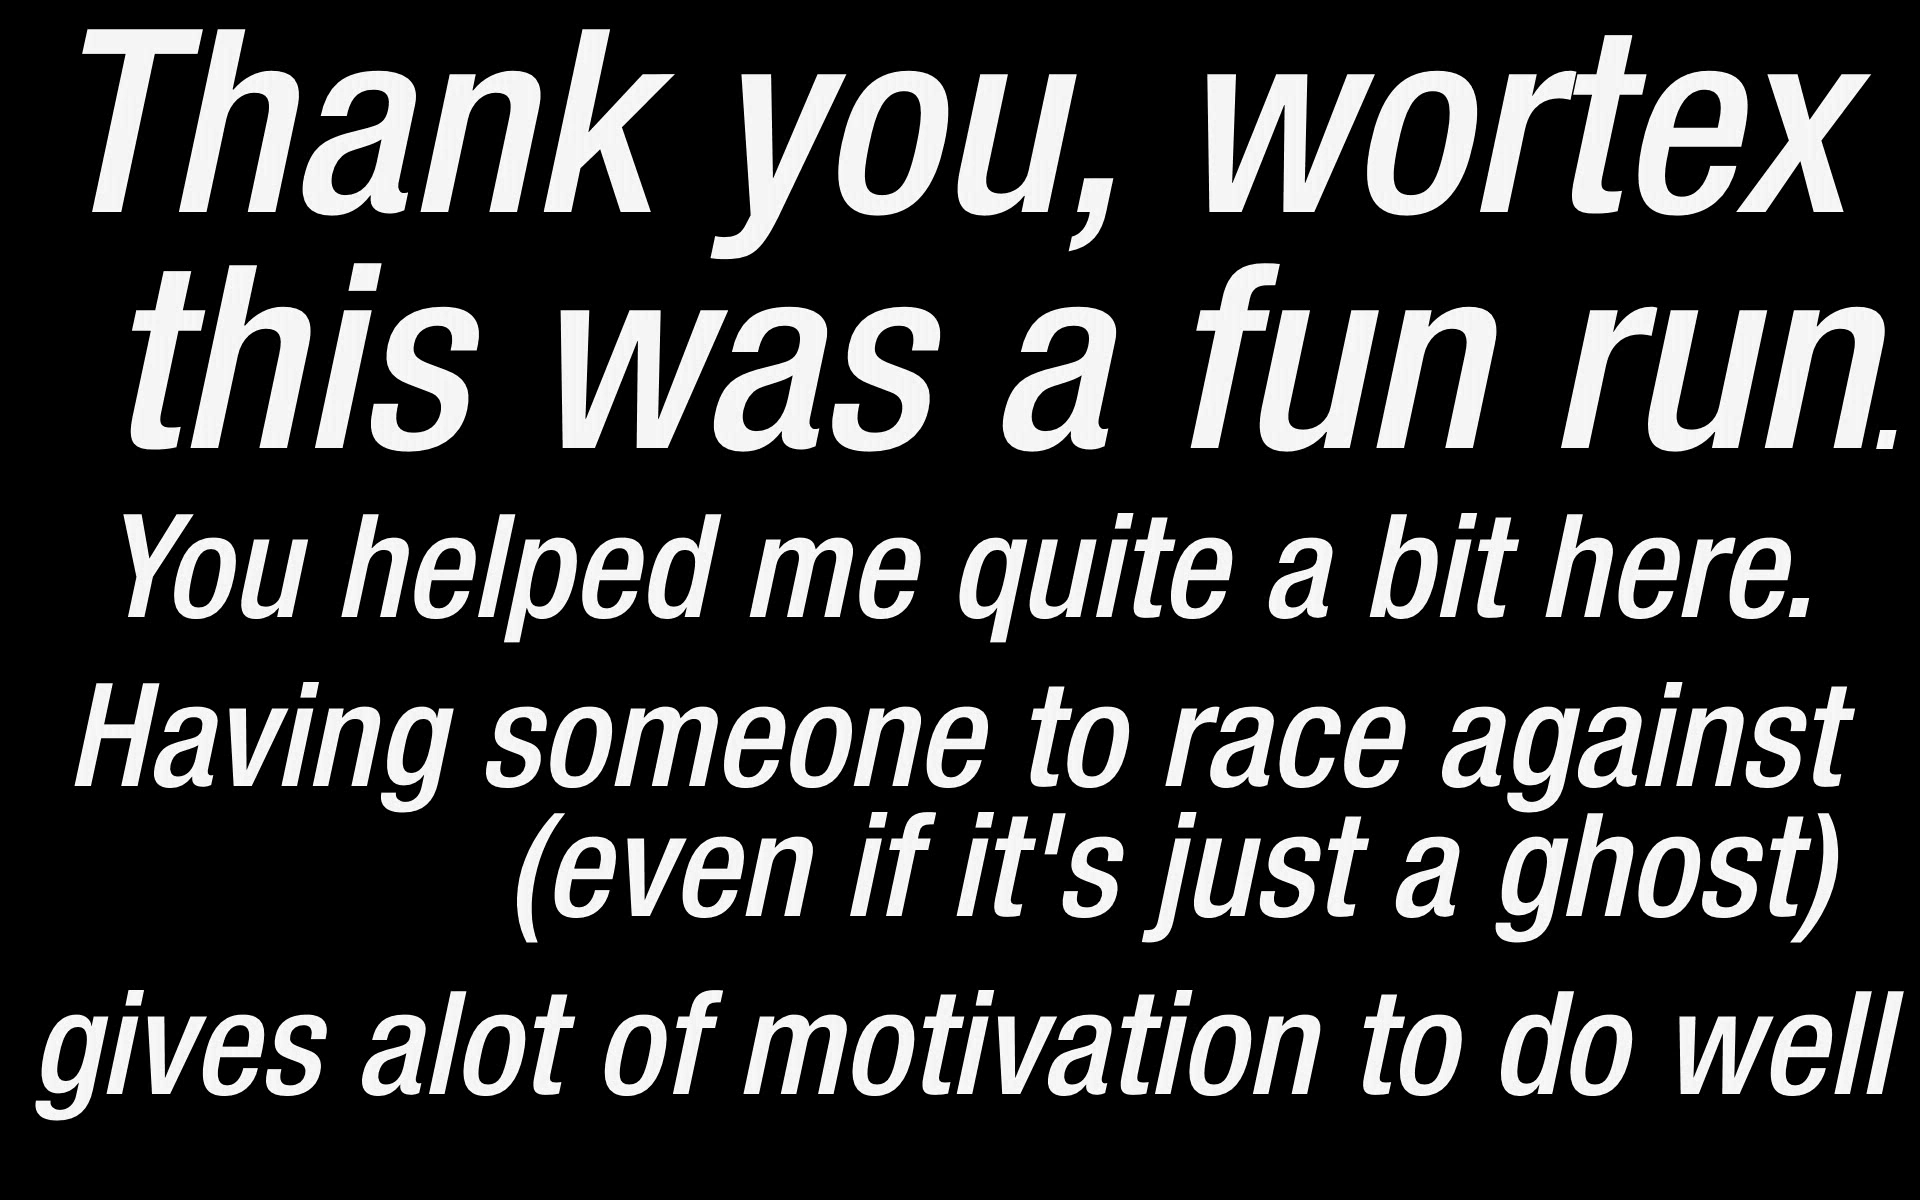 Thank you, wortex
this was a fun run.
You helped me quite a bit here.
Having someone to race against
(even if it's just a ghost)
gives alot of motivation to do well